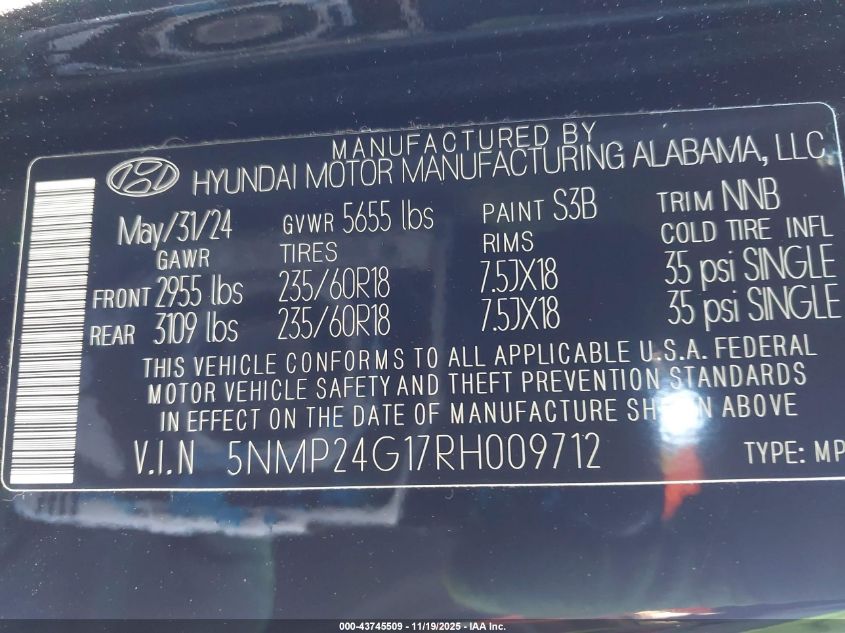 MANUFACTURED BY
HYUNDAI MOTOR MANUFACTURING ALABAMA, LLC.
May/31/24 GVWR 5655 lbs PAINT S3B TRIM NNB
GAWR TIRES RIMS COLD TIRE INFL
FRONT 2955 lbs 235/60R18 7.5JX18 35 psi SINGLE
REAR 3109 lbs 235/60R18 7.5JX18 35 psi SINGLE
THIS VEHICLE CONFORMS TO ALL APPLICABLE U.S.A. FEDERAL
MOTOR VEHICLE SAFETY AND THEFT PREVENTION STANDARDS
IN EFFECT ON THE DATE OF MANUFACTURE SHOWN ABOVE
V.I.N 5NMP24G17RH009712 TYPE: MP
000-43745509 - 11/19/2025 - IAA Inc.